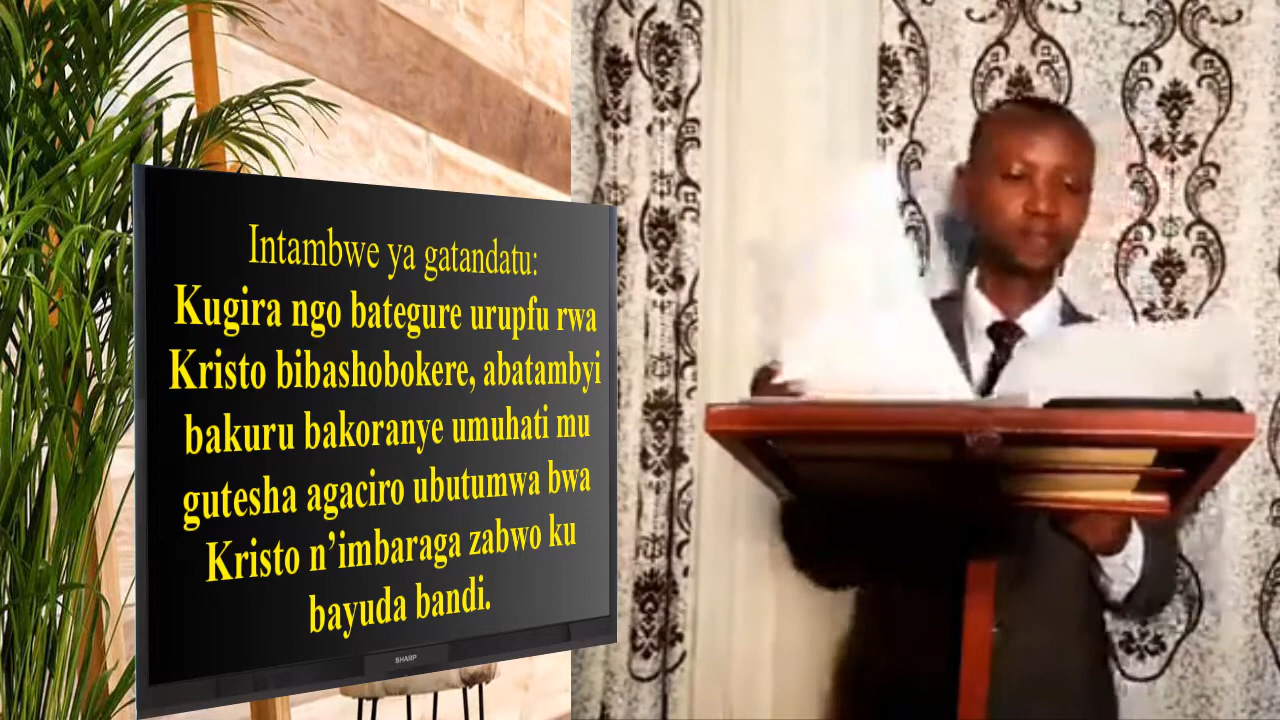 Intambwe ya gatandatu:
Kugira ngo bategure urupfu rwa
Kristo bibashobokere, abatambyi
bakuru bakoranye umuhati mu
gutesha agaciro ubutumwa bwa
Kristo n’imbaraga zabwo ku
bayuda bandi.
SHARP